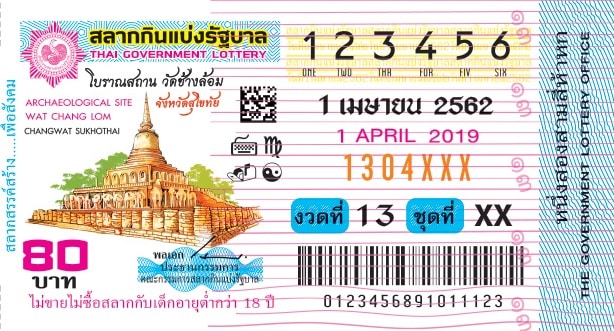 สลากกินแบ่งรัฐบาล
THAI GOVERNMENT LOTTERY
1 2 3 4 5 6
ONE TWO THR FOR FIV SIX
โบราณสถาน วัดช้างล้อม
จังหวัดสุโขทัย
ARCHAEOLOGICAL SITE
WAT CHANG LOM
CHANGWAT SUKHOTHAI
1 เมษายน 2562
1 APRIL 2019
1304XXX
งวดที่ 13 ชุดที่ XX
80
บาท
พลเอก
ประธานกรรมการ
คณะกรรมการสลากกินแบ่งรัฐบาล
ไม่ขายไม่ซื้อสลากกับเด็กอายุต่ำกว่า 18 ปี
0123456891011123
สลากสรรค์สร้าง.....เพื่อสังคม
หนึ่งสองสามสี่ห้าหก
THE GOVERNMENT LOTTERY OFFICE